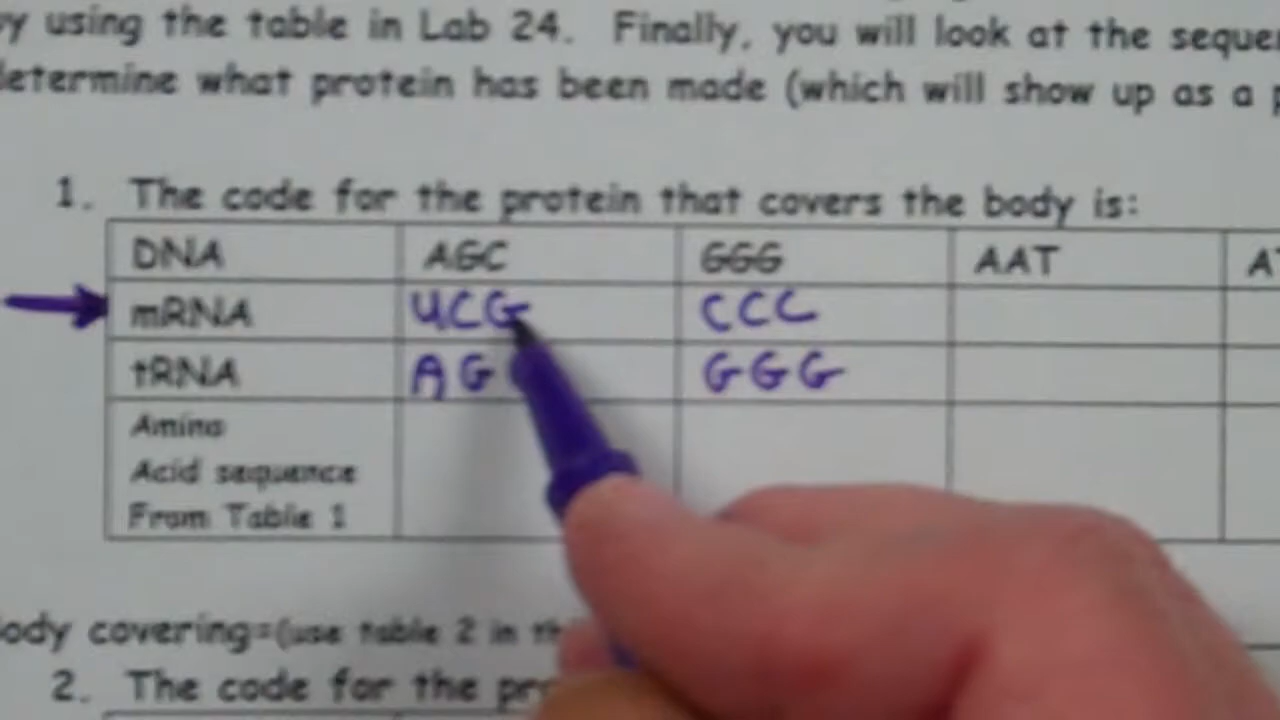 by using the table in Lab 24. Finally, you will look at the
determine what protein has been made (which will show up as a
1. The code for the protein that covers the body is:
DNA AGC GGG AAT
mRNA UCG CCC
tRNA AG GGG
Amino
Acid sequence
From Table 1
body covering=(use table 2 in
2. The code for the